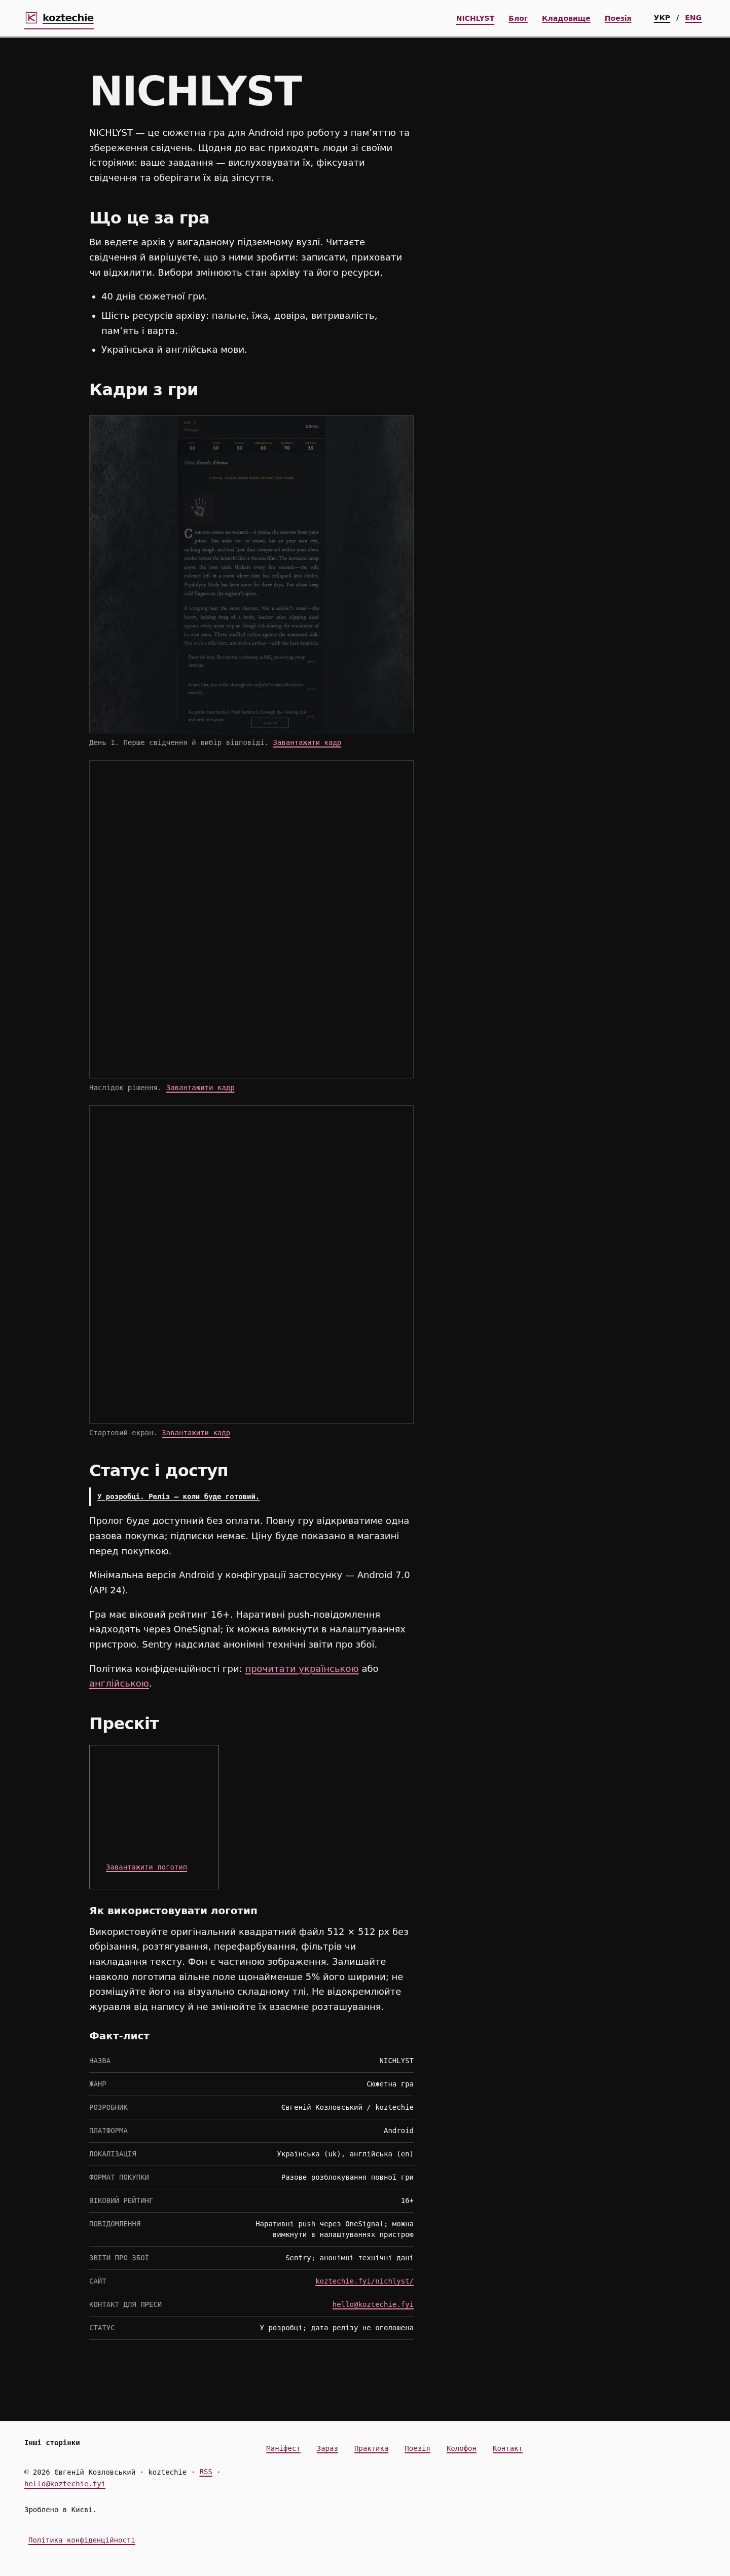 koztechie
NICHLYST Блог Кладовище Поезія УКР / ENG
NICHLYST
NICHLYST — це сюжетна гра для Android про роботу з пам’яттю та
збереження свідчень. Щодня до вас приходять люди зі своїми
історіями: ваше завдання — вислуховувати їх, фіксувати
свідчення та оберігати їх від зіпсуття.
Що це за гра
Ви ведете архів у вигаданому підземному вузлі. Читаєте
свідчення й вирішуєте, що з ними зробити: записати, приховати
чи відхилити. Вибори змінюють стан архіву та його ресурси.
• 40 днів сюжетної гри.
• Шість ресурсів архіву: пальне, їжа, довіра, витривалість,
пам’ять і варта.
• Українська й англійська мови.
Кадри з гри
50 60 50 65 70 15
День 1. Перше свідчення й вибір відповіді. Завантажити кадр
Наслідок рішення. Завантажити кадр
Стартовий екран. Завантажити кадр
Статус і доступ
У розробці. Реліз — коли буде готовий.
Пролог буде доступний без оплати. Повну гру відкриватиме одна
разова покупка; підписки немає. Ціну буде показано в магазині
перед покупкою.
Мінімальна версія Android у конфігурації застосунку — Android 7.0
(API 24).
Гра має віковий рейтинг 16+. Наративні push-повідомлення
надходять через OneSignal; їх можна вимкнути в налаштуваннях
пристрою. Sentry надсилає анонімні технічні звіти про збої.
Політика конфіденційності гри: прочитати українською або
англійською.
Прескіт
Завантажити логотип
Як використовувати логотип
Використовуйте оригінальний квадратний файл 512 × 512 px без
обрізання, розтягування, перефарбування, фільтрів чи
накладання тексту. Фон є частиною зображення. Залишайте
навколо логотипа вільне поле щонайменше 5% його ширини; не
розміщуйте його на візуально складному тлі. Не відокремлюйте
журавля від напису й не змінюйте їх взаємне розташування.
Факт-лист
НАЗВА NICHLYST
ЖАНР Сюжетна гра
РОЗРОБНИК Євгеній Козловський / koztechie
ПЛАТФОРМА Android
ЛОКАЛІЗАЦІЯ Українська (uk), англійська (en)
ФОРМАТ ПОКУПКИ Разове розблокування повної гри
ВІКОВИЙ РЕЙТИНГ 16+
ПОВІДОМЛЕННЯ Наративні push через OneSignal; можна
вимкнути в налаштуваннях пристрою
ЗВІТИ ПРО ЗБОЇ Sentry; анонімні технічні дані
САЙТ koztechie.fyi/nichlyst/
КОНТАКТ ДЛЯ ПРЕСИ hello@koztechie.fyi
СТАТУС У розробці; дата релізу не оголошена
Інші сторінки
Маніфест Зараз Практика Поезія Колофон Контакт
© 2026 Євгеній Козловський · koztechie · RSS ·
hello@koztechie.fyi
Зроблено в Києві.
Політика конфіденційності